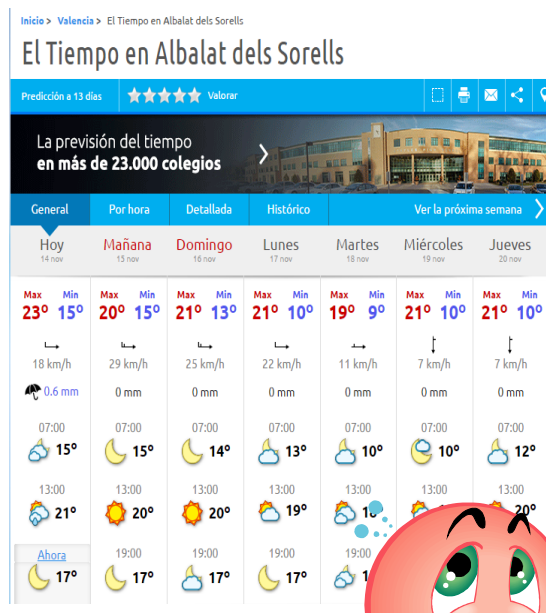 Inicio > Valencia > El Tiempo en Albalat dels Sorells
El Tiempo en Albalat dels Sorells
Predicción a 13 días Valorar
La previsión del tiempo
en más de 23.000 colegios
General Por hora Detallada Histórico Ver la próxima semana
Hoy Mañana Domingo Lunes Martes Miércoles Jueves
14 nov 15 nov 16 nov 17 nov 18 nov 19 nov 20 nov
Max Min Max Min Max Min Max Min Max Min Max Min Max Min
23º 15º 20º 15º 21º 13º 21º 10º 19º 9º 21º 10º 21º 10º
18 km/h 29 km/h 25 km/h 22 km/h 11 km/h 7 km/h 7 km/h
0.6 mm 0 mm 0 mm 0 mm 0 mm 0 mm 0 mm
07:00 07:00 07:00 07:00 07:00 07:00 07:00
15º 15º 14º 13º 10º 10º 12º
13:00 13:00 13:00 13:00 13:00 13:00 13:00
21º 20º 20º 19º 20º
Ahora 19:00 19:00 19:00 19:00
17º 17º 17º 17º